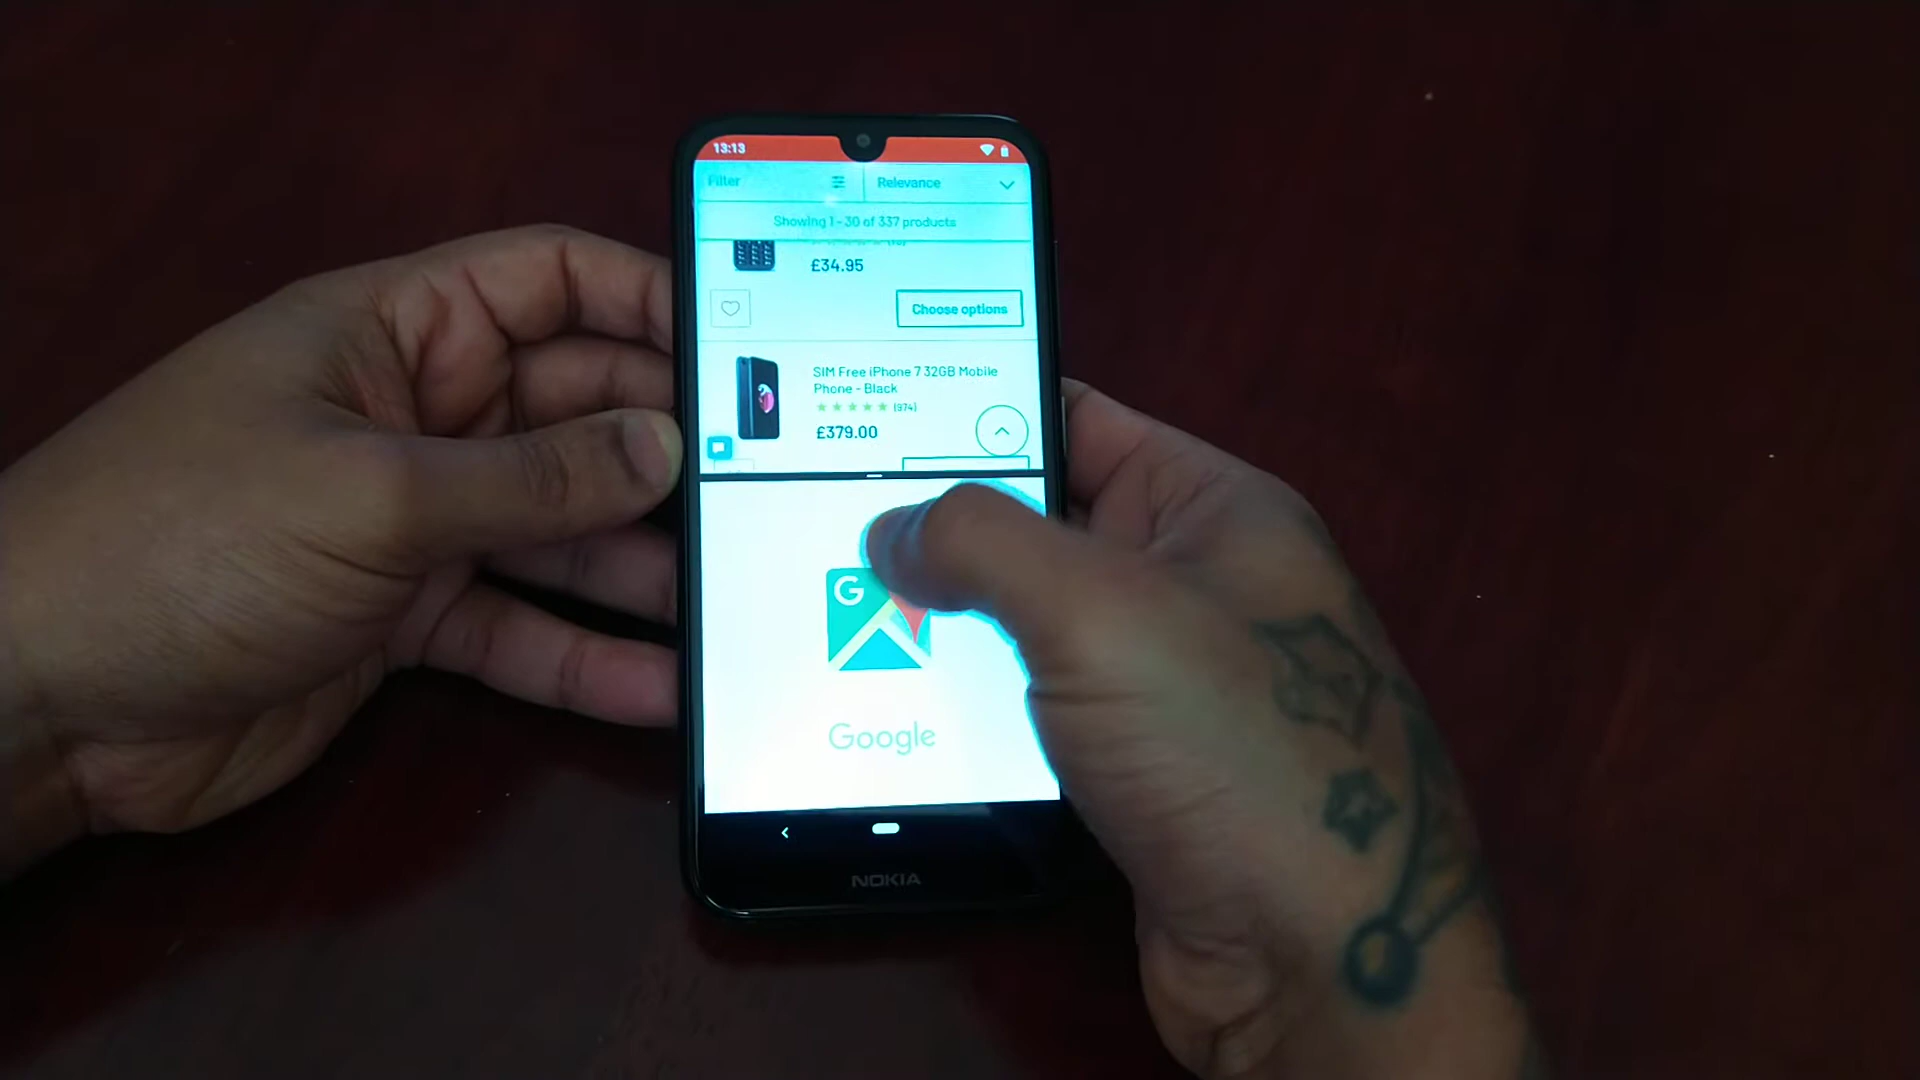 13:13
Filter
Relevance
Showing 1 - 30 of 337 products
£34.95
Choose options
SIM Free iPhone 7 32GB Mobile
Phone - Black
(974)
£379.00
G
Google
NOKIA